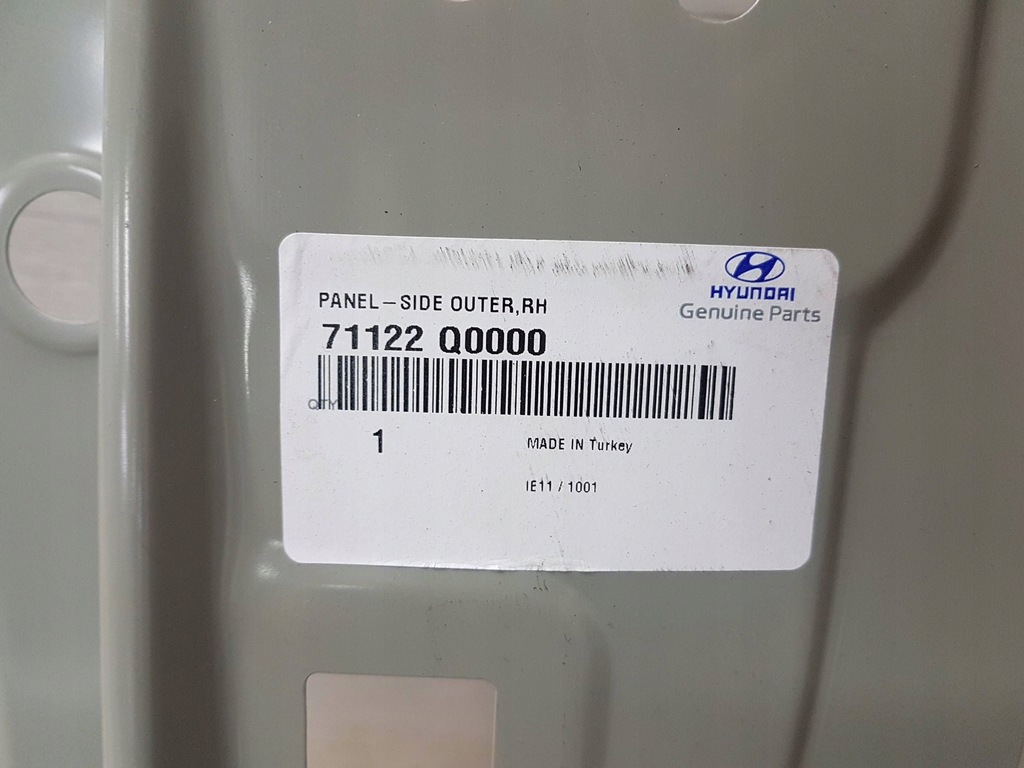 HYUNDAI
Genuine Parts
PANEL-SIDE OUTER,RH
71122 Q0000
QTY
1
MADE IN Turkey
IE11 / 1001